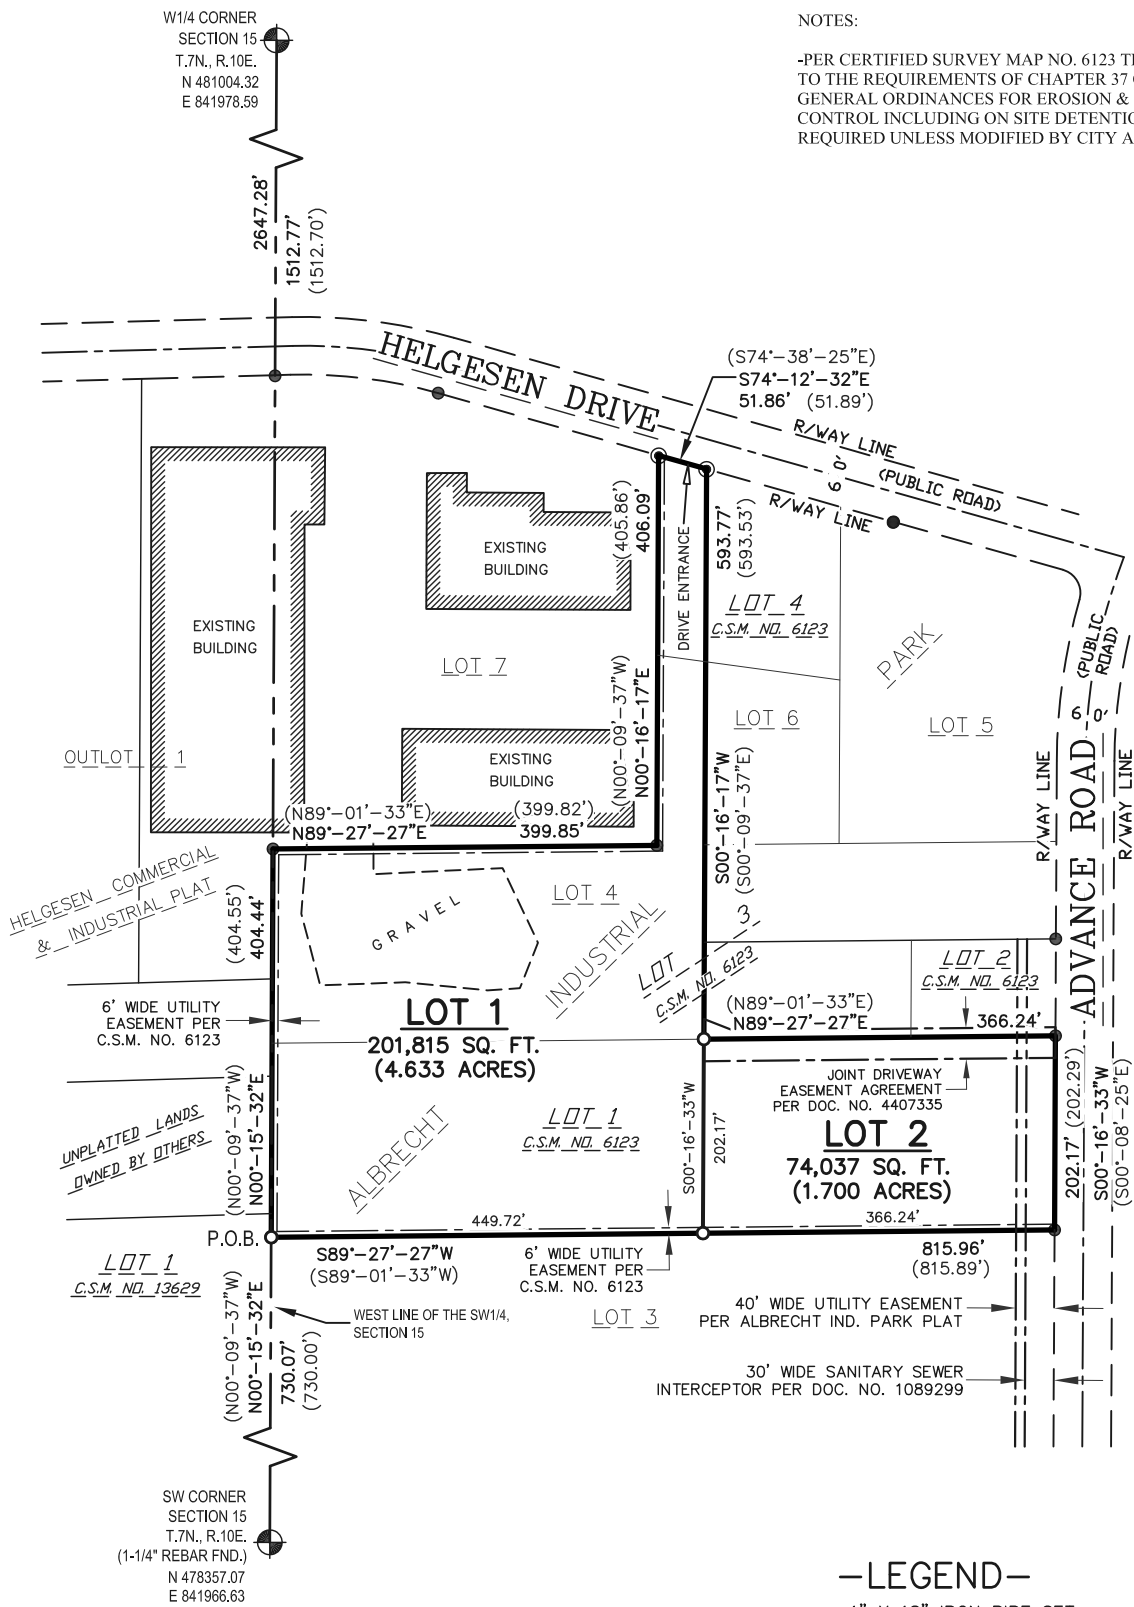 W1/4 CORNER
SECTION 15
T.7N., R.10E.
N 481004.32
E 841978.59
NOTES:
-PER CERTIFIED SURVEY MAP NO. 6123
TO THE REQUIREMENTS OF CHAPTER 37
GENERAL ORDINANCES FOR EROSION &
CONTROL INCLUDING ON SITE
REQUIRED UNLESS MODIFIED BY CITY
2647.28'
1512.77'
(1512.70')
HELGESEN DRIVE
(S74°-38'-25"E)
S74°-12'-32"E
51.86' (51.89')
R/WAY LINE
6 0'
(PUBLIC ROAD)
R/WAY LINE
(405.86')
406.09'
DRIVE ENTRANCE
593.77'
(593.53')
EXISTING
BUILDING
EXISTING
BUILDING
LOT 4
C.S.M. NO. 6123
PARK
(PUBLIC
ROAD)
LOT 7
(N00°-09'-37"W)
N00°-16'-17"E
LOT 6
LOT 5
6 0'
OUTLOT 1
EXISTING
BUILDING
R/WAY LINE
R/WAY LINE
ADVANCE ROAD
(N89°-01'-33"E) (399.82')
N89°-27'-27"E 399.85'
S00°-16'-17"W
(S00°-09'-37"E)
HELGESEN COMMERCIAL
& INDUSTRIAL PLAT
(404.55')
404.44'
GRAVEL
LOT 4
INDUSTRIAL
LOT 3
C.S.M. NO. 6123
LOT 2
C.S.M. NO. 6123
6' WIDE UTILITY
EASEMENT PER
C.S.M. NO. 6123
LOT 1
201,815 SQ. FT.
(4.633 ACRES)
(N89°-01'-33"E)
N89°-27'-27"E 366.24'
JOINT DRIVEWAY
EASEMENT AGREEMENT
PER DOC. NO. 4407335
UNPLATTED LANDS
OWNED BY OTHERS
(N00°-09'-37"W)
N00°-15'-32"E
ALBRECHT
LOT 1
C.S.M. NO. 6123
S00°-16'-33"W
202.17'
LOT 2
74,037 SQ. FT.
(1.700 ACRES)
202.17' (202.29')
S00°-16'-33"W
(S00°-08'-25"E)
449.72'
366.24'
P.O.B.
S89°-27'-27"W
(S89°-01'-33"W)
6' WIDE UTILITY
EASEMENT PER
C.S.M. NO. 6123
815.96'
(815.89')
LOT 1
C.S.M. NO. 13629
WEST LINE OF THE SW1/4,
SECTION 15
LOT 3
40' WIDE UTILITY EASEMENT
PER ALBRECHT IND. PARK PLAT
(N00°-09'-37"W)
N00°-15'-32"E
730.07'
(730.00')
30' WIDE SANITARY SEWER
INTERCEPTOR PER DOC. NO. 1089299
SW CORNER
SECTION 15
T.7N., R.10E.
(1-1/4" REBAR FND.)
N 478357.07
E 841966.63
-LEGEND-